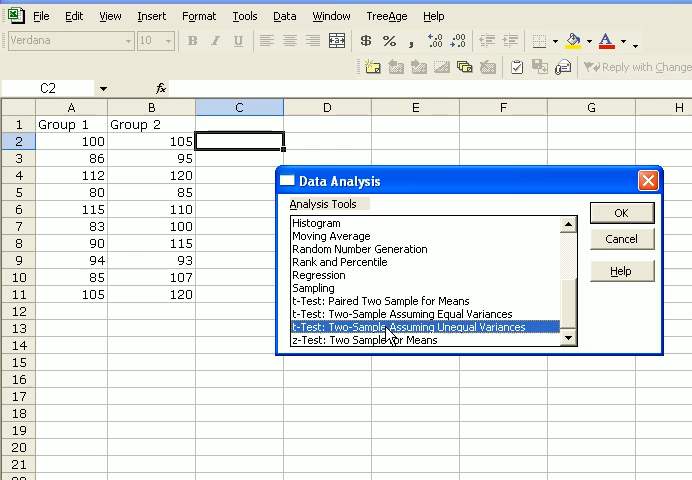 File Edit View Insert Format Tools Data Window TreeAge Help
Verdana 10 B I U $ % , ←.0 .00 .00 →.0 A
Reply with Change
C2 fx
A B C D E F G H
1 Group 1 Group 2
2 100 105
3 86 95
4 112 120
5 80 85
6 115 110
7 83 100
8 90 115
9 94 93
10 85 107
11 105 120
12
13
14
15
16
17
18
19
20
21
Data Analysis
Analysis Tools
Histogram
Moving Average
Random Number Generation
Rank and Percentile
Regression
Sampling
t-Test: Paired Two Sample for Means
t-Test: Two-Sample Assuming Equal Variances
t-Test: Two-Sample Assuming Unequal Variances
z-Test: Two Sample for Means
OK
Cancel
Help